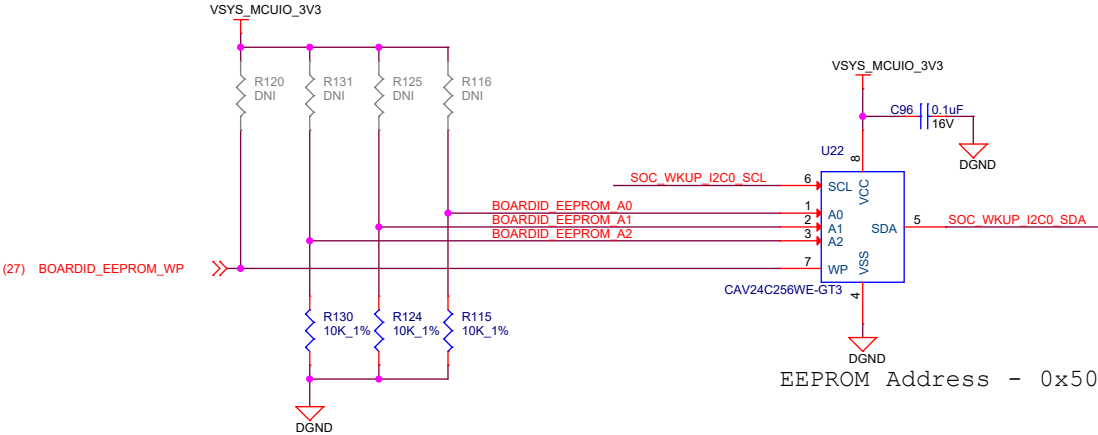 VSYS_MCUIO_3V3
R120
DNI
R131
DNI
R125
DNI
R116
DNI
VSYS_MCUIO_3V3
C96
0.1uF
16V
DGND
U22
8
SOC_WKUP_I2C0_SCL
6
SCL
VCC
BOARDID_EEPROM_A0
1
A0
BOARDID_EEPROM_A1
2
A1
BOARDID_EEPROM_A2
3
A2
SDA
5
SOC_WKUP_I2C0_SDA
(27) BOARDID_EEPROM_WP
7
WP
VSS
CAV24C256WE-GT3
4
R130
10K_1%
R124
10K_1%
R115
10K_1%
DGND
EEPROM Address - 0x50
DGND